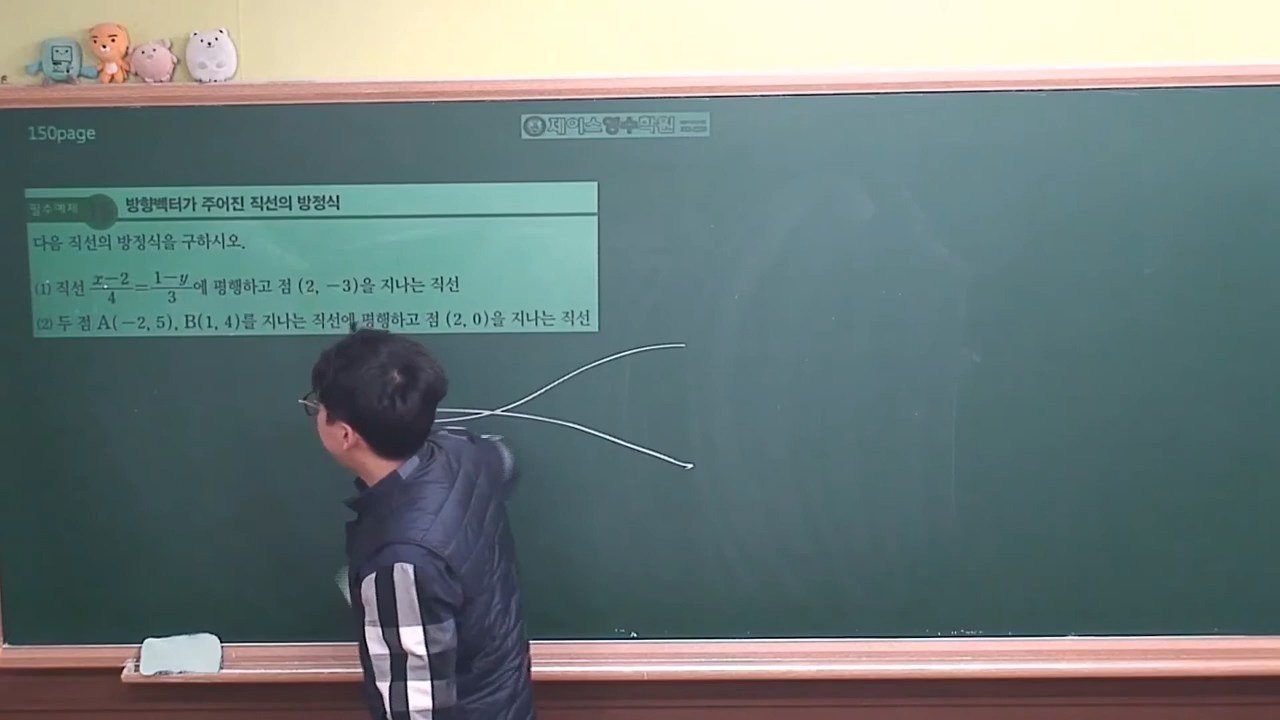 150page
제이스영수학원
필수예제 방향벡터가 주어진 직선의 방정식
다음 직선의 방정식을 구하시오.
(1) 직선 \frac{x-2}{4}=\frac{1-y}{3}에 평행하고 점 (2, -3)을 지나는 직선
(2) 두 점 A(-2, 5), B(1, 4)를 지나는 직선에 평행하고 점 (2, 0)을 지나는 직선